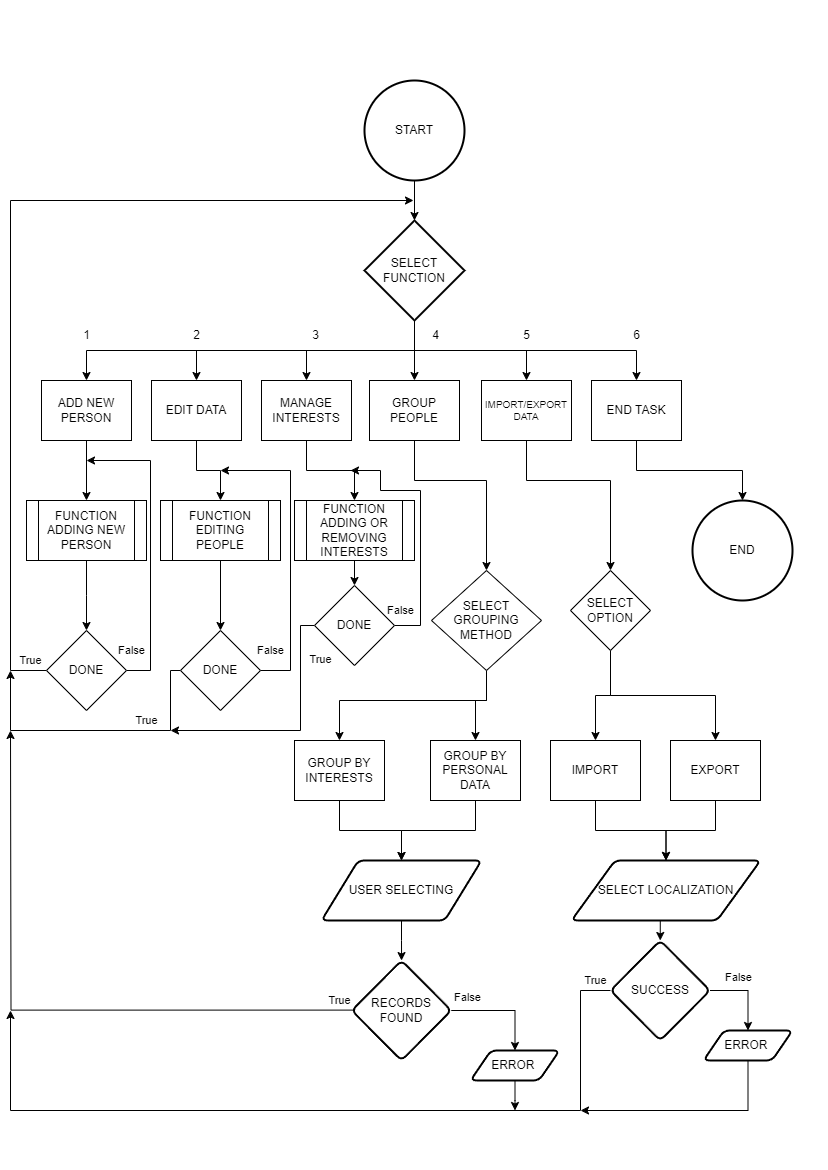 START
SELECT
FUNCTION
1
2
3
4
5
6
ADD NEW
PERSON
EDIT DATA
MANAGE
INTERESTS
GROUP
PEOPLE
IMPORT/EXPORT
DATA
END TASK
FUNCTION
ADDING NEW
PERSON
FUNCTION
EDITING
PEOPLE
FUNCTION
ADDING OR
REMOVING
INTERESTS
END
SELECT
GROUPING
METHOD
SELECT
OPTION
DONE
False
True
True
DONE
False
DONE
False
True
True
GROUP BY
INTERESTS
GROUP BY
PERSONAL
DATA
IMPORT
EXPORT
USER SELECTING
SELECT LOCALIZATION
True
RECORDS
FOUND
False
True
SUCCESS
False
ERROR
ERROR